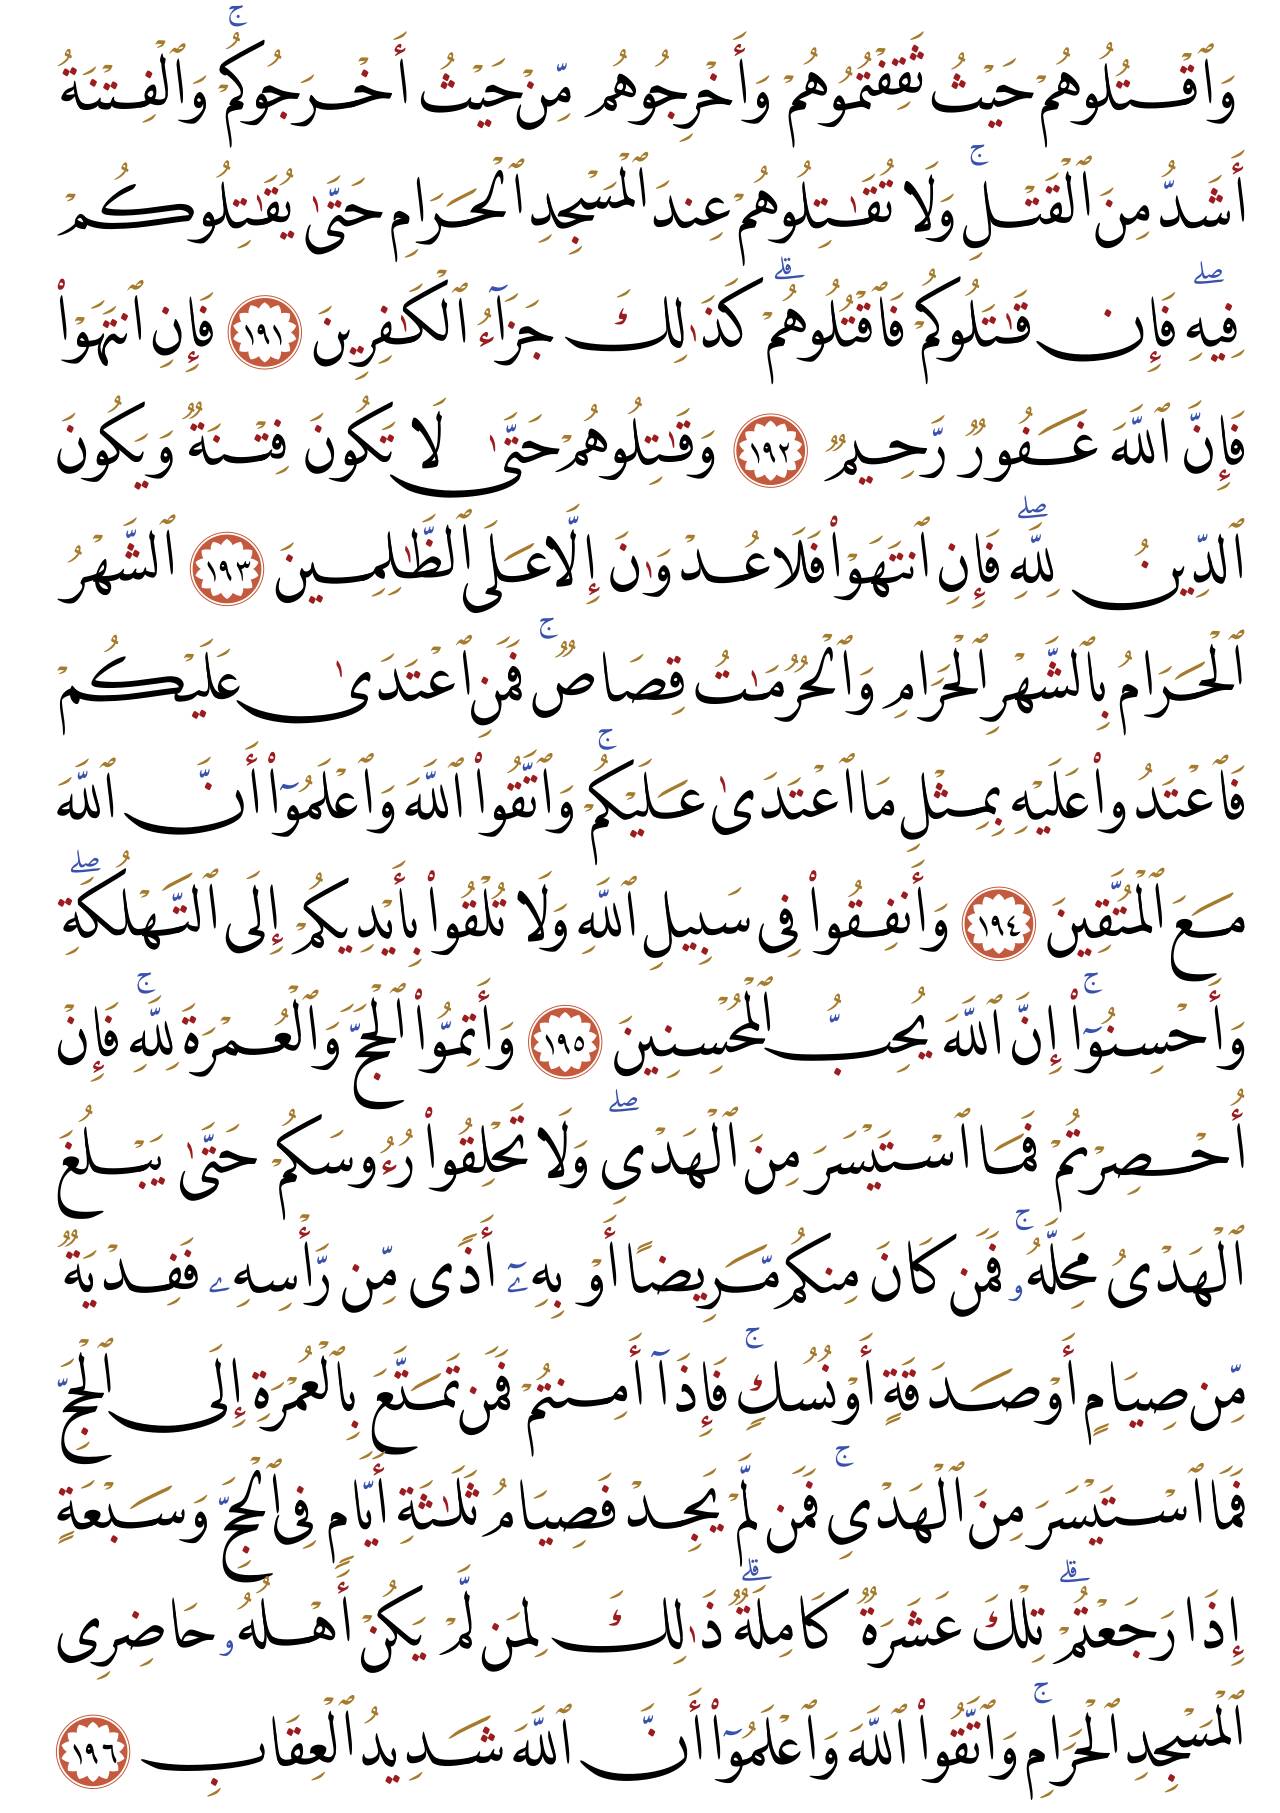 وَٱقۡتُلُوهُمۡ حَيۡثُ ثَقِفۡتُمُوهُمۡ وَأَخۡرِجُوهُم مِّنۡ حَيۡثُ أَخۡرَجُوكُمۡۚ وَٱلۡفِتۡنَةُ
أَشَدُّ مِنَ ٱلۡقَتۡلِۚ وَلَا تُقَٰتِلُوهُمۡ عِندَ ٱلۡمَسۡجِدِ ٱلۡحَرَامِ حَتَّىٰ يُقَٰتِلُوكُمۡ
فِيهِۖ فَإِن قَٰتَلُوكُمۡ فَٱقۡتُلُوهُمۡۗ كَذَٰلِكَ جَزَآءُ ٱلۡكَٰفِرِينَ ١٩١ فَإِنِ ٱنتَهَوۡاْ
فَإِنَّ ٱللَّهَ غَفُورٞ رَّحِيمٞ ١٩٢ وَقَٰتِلُوهُمۡ حَتَّىٰ لَا تَكُونَ فِتۡنَةٞ وَيَكُونَ
ٱلدِّينُ لِلَّهِۖ فَإِنِ ٱنتَهَوۡاْ فَلَا عُدۡوَٰنَ إِلَّا عَلَى ٱلظَّٰلِمِينَ ١٩٣ ٱلشَّهۡرُ
ٱلۡحَرَامُ بِٱلشَّهۡرِ ٱلۡحَرَامِ وَٱلۡحُرُمَٰتُ قِصَاصٞۚ فَمَنِ ٱعۡتَدَىٰ عَلَيۡكُمۡ
فَٱعۡتَدُواْ عَلَيۡهِ بِمِثۡلِ مَا ٱعۡتَدَىٰ عَلَيۡكُمۡۚ وَٱتَّقُواْ ٱللَّهَ وَٱعۡلَمُوٓاْ أَنَّ ٱللَّهَ
مَعَ ٱلۡمُتَّقِينَ ١٩٤ وَأَنفِقُواْ فِي سَبِيلِ ٱللَّهِ وَلَا تُلۡقُواْ بِأَيۡدِيكُمۡ إِلَى ٱلتَّهۡلُكَةِۖ
وَأَحۡسِنُوٓاْۚ إِنَّ ٱللَّهَ يُحِبُّ ٱلۡمُحۡسِنِينَ ١٩٥ وَأَتِمُّواْ ٱلۡحَجَّ وَٱلۡعُمۡرَةَ لِلَّهِۚ فَإِنۡ
أُحۡصِرۡتُمۡ فَمَا ٱسۡتَيۡسَرَ مِنَ ٱلۡهَدۡيِۖ وَلَا تَحۡلِقُواْ رُءُوسَكُمۡ حَتَّىٰ يَبۡلُغَ
ٱلۡهَدۡيُ مَحِلَّهُۥۚ فَمَن كَانَ مِنكُم مَّرِيضًا أَوۡ بِهِۦٓ أَذٗى مِّن رَّأۡسِهِۦ فَفِدۡيَةٞ
مِّن صِيَامٍ أَوۡ صَدَقَةٍ أَوۡ نُسُكٖۚ فَإِذَآ أَمِنتُمۡ فَمَن تَمَتَّعَ بِٱلۡعُمۡرَةِ إِلَى ٱلۡحَجِّ
فَمَا ٱسۡتَيۡسَرَ مِنَ ٱلۡهَدۡيِۚ فَمَن لَّمۡ يَجِدۡ فَصِيَامُ ثَلَٰثَةِ أَيَّامٖ فِي ٱلۡحَجِّ وَسَبۡعَةٍ
إِذَا رَجَعۡتُمۡۗ تِلۡكَ عَشَرَةٞ كَامِلَةٞۗ ذَٰلِكَ لِمَن لَّمۡ يَكُنۡ أَهۡلُهُۥ حَاضِرِي
ٱلۡمَسۡجِدِ ٱلۡحَرَامِۚ وَٱتَّقُواْ ٱللَّهَ وَٱعۡلَمُوٓاْ أَنَّ ٱللَّهَ شَدِيدُ ٱلۡعِقَابِ ١٩٦